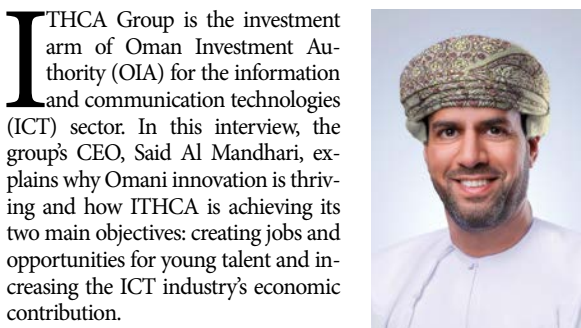 ITHCA Group is the investment
arm of Oman Investment Au-
thority (OIA) for the information
and communication technologies
(ICT) sector. In this interview, the
group's CEO, Said Al Mandhari, ex-
plains why Omani innovation is thriv-
ing and how ITHCA is achieving its
two main objectives: creating jobs and
opportunities for young talent and in-
creasing the ICT industry's economic
contribution.